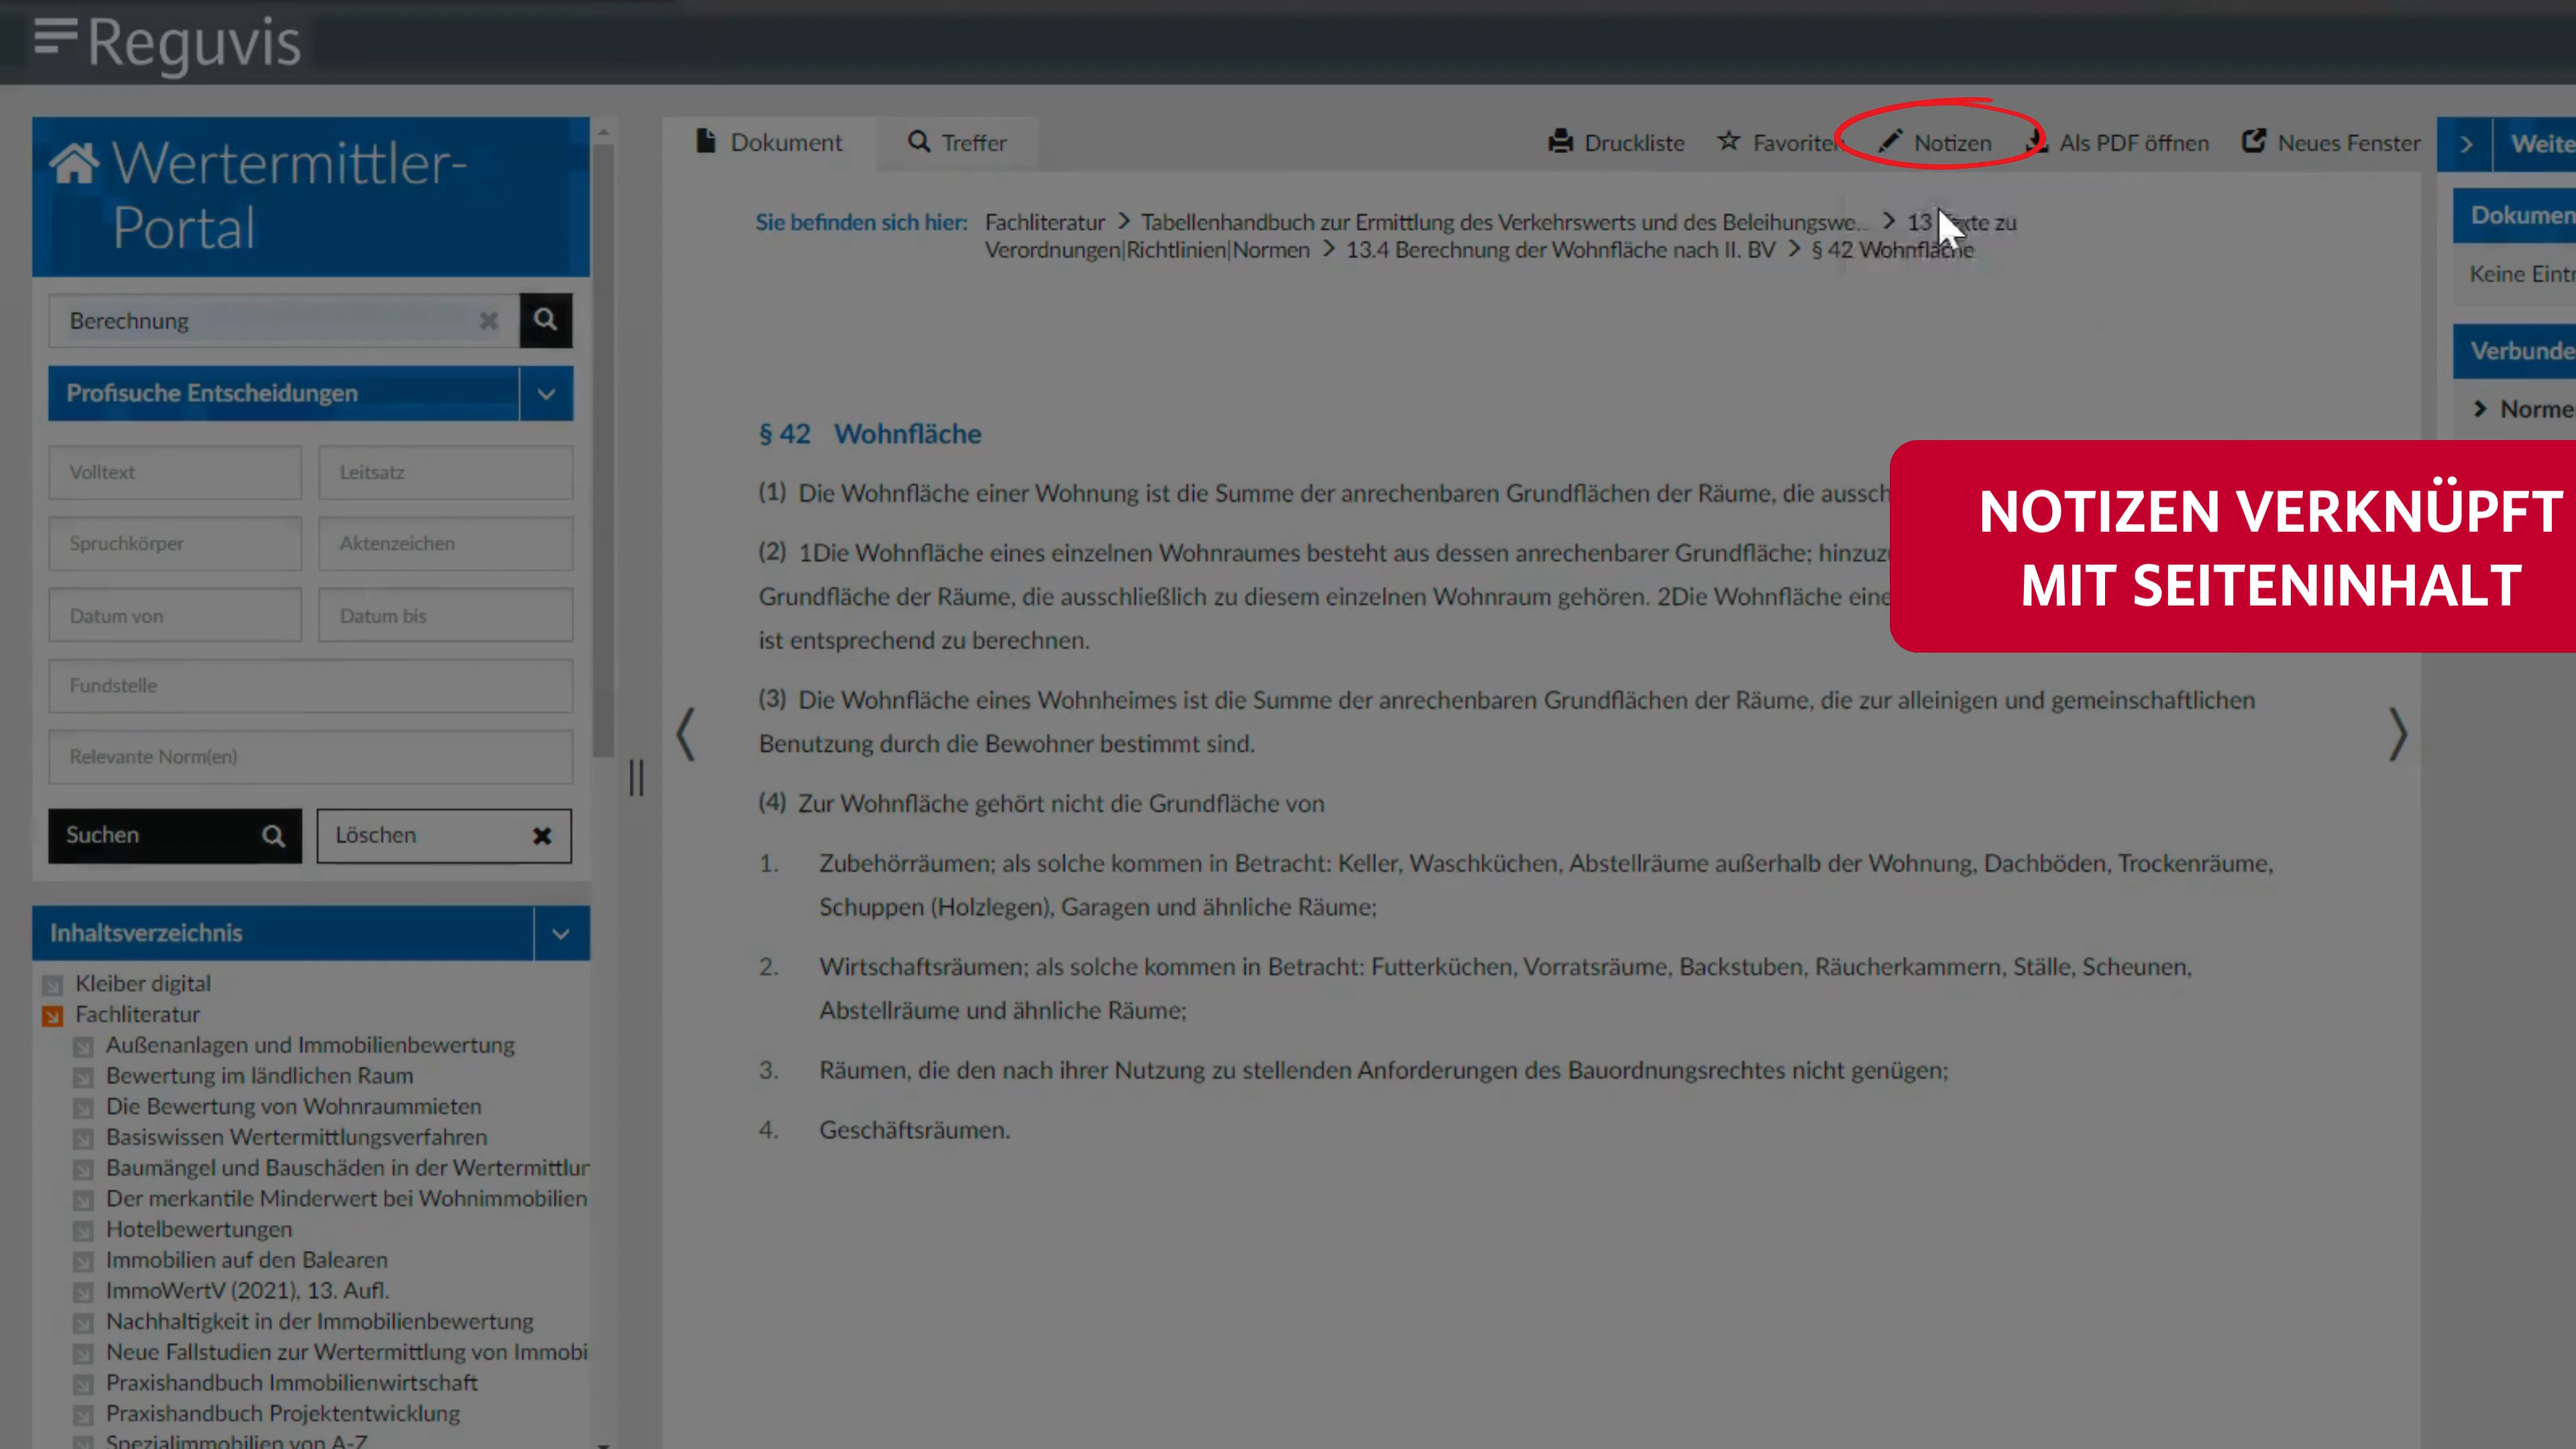 Reguvis
Wertermittler-
Portal
Berechnung
Profisuche Entscheidungen
Volltext
Leitsatz
Spruchkörper
Aktenzeichen
Datum von
Datum bis
Fundstelle
Relevante Norm(en)
Suchen
Löschen
Inhaltsverzeichnis
Kleiber digital
Fachliteratur
Außenanlagen und Immobilienbewertung
Bewertung im ländlichen Raum
Die Bewertung von Wohnraummieten
Basiswissen Wertermittlungsverfahren
Baumängel und Bauschäden in der Wertermittlun
Der merkantile Minderwert bei Wohnimmobilien
Hotelbewertungen
Immobilien auf den Balearen
ImmoWertV (2021), 13. Aufl.
Nachhaltigkeit in der Immobilienbewertung
Neue Fallstudien zur Wertermittlung von Immobi
Praxishandbuch Immobilienwirtschaft
Praxishandbuch Projektentwicklung
Spezialimmobilien von A-Z
Dokument
Treffer
Druckliste
Favoriten
Notizen
Als PDF öffnen
Neues Fenster
Sie befinden sich hier: Fachliteratur > Tabellenhandbuch zur Ermittlung des Verkehrswerts und des Beleihungswe... > 13 Texte zu
Verordnungen|Richtlinien|Normen > 13.4 Berechnung der Wohnfläche nach II. BV > § 42 Wohnfläche
§ 42 Wohnfläche
(1) Die Wohnfläche einer Wohnung ist die Summe der anrechenbaren Grundflächen der Räume, die aussch
(2) 1Die Wohnfläche eines einzelnen Wohnraumes besteht aus dessen anrechenbarer Grundfläche; hinzuz
Grundfläche der Räume, die ausschließlich zu diesem einzelnen Wohnraum gehören. 2Die Wohnfläche eine
ist entsprechend zu berechnen.
(3) Die Wohnfläche eines Wohnheimes ist die Summe der anrechenbaren Grundflächen der Räume, die zur alleinigen und gemeinschaftlichen
Benutzung durch die Bewohner bestimmt sind.
(4) Zur Wohnfläche gehört nicht die Grundfläche von
1. Zubehörräumen; als solche kommen in Betracht: Keller, Waschküchen, Abstellräume außerhalb der Wohnung, Dachböden, Trockenräume,
Schuppen (Holzlegen), Garagen und ähnliche Räume;
2. Wirtschaftsräumen; als solche kommen in Betracht: Futterküchen, Vorratsräume, Backstuben, Räucherkammern, Ställe, Scheunen,
Abstellräume und ähnliche Räume;
3. Räumen, die den nach ihrer Nutzung zu stellenden Anforderungen des Bauordnungsrechtes nicht genügen;
4. Geschäftsräumen.
Weite
Dokumen
Keine Eintr
Verbunde
Norme
NOTIZEN VERKNÜPFT
MIT SEITENINHALT